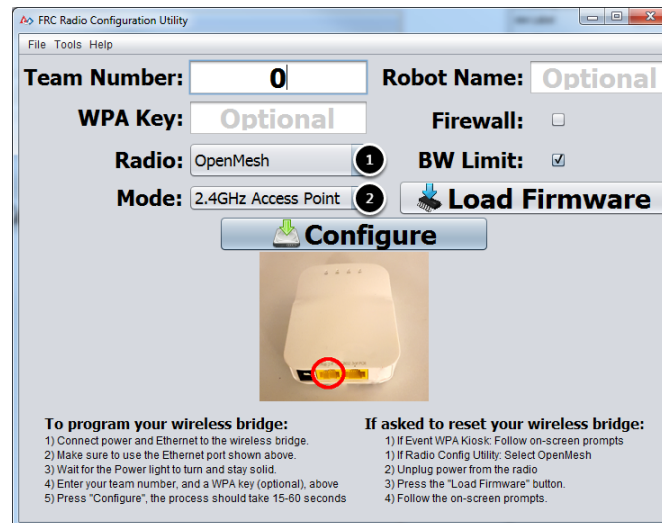 FRC Radio Configuration Utility
File Tools Help
Team Number: 0 Robot Name: Optional
WPA Key: Optional Firewall:
Radio: OpenMesh 1 BW Limit:
Mode: 2.4GHz Access Point 2 Load Firmware
Configure
To program your wireless bridge:
1) Connect power and Ethernet to the wireless bridge.
2) Make sure to use the Ethernet port shown above.
3) Wait for the Power light to turn and stay solid.
4) Enter your team number, and a WPA key (optional), above
5) Press "Configure", the process should take 15-60 seconds
If asked to reset your wireless bridge:
1) If Event WPA Kiosk: Follow on-screen prompts
1) If Radio Config Utility: Select OpenMesh
2) Unplug power from the radio
3) Press the "Load Firmware" button.
4) Follow the on-screen prompts.